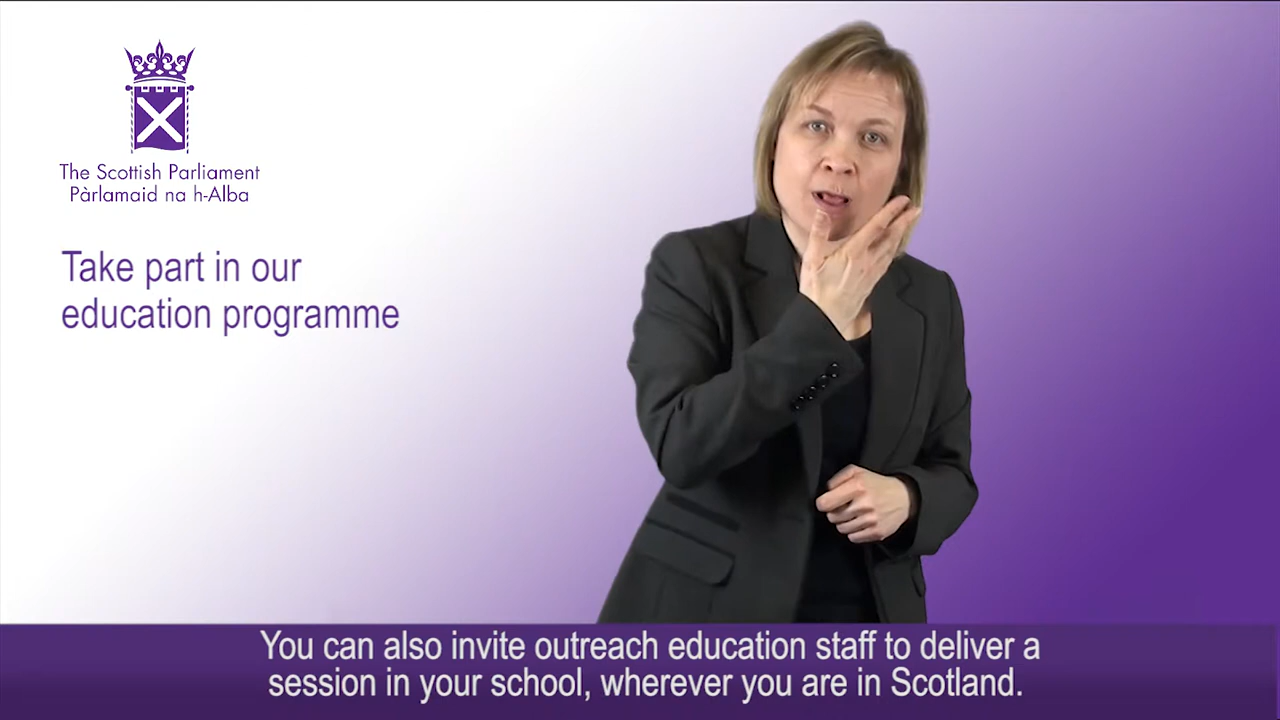 The Scottish Parliament
Pàrlamaid na h-Alba
Take part in our
education programme
You can also invite outreach education staff to deliver a
session in your school, wherever you are in Scotland.